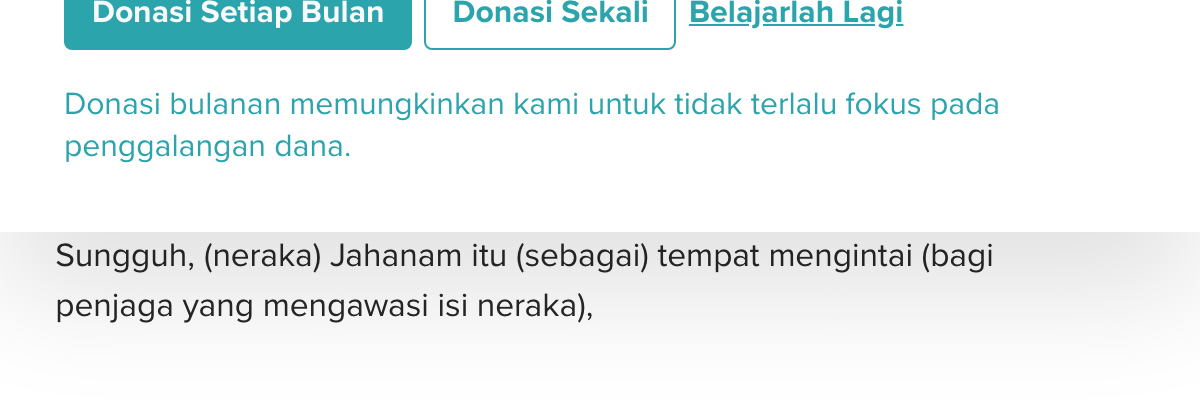 Donasi Setiap Bulan Donasi Sekali Belajarlah Lagi
Donasi bulanan memungkinkan kami untuk tidak terlalu fokus pada
penggalangan dana.
Sungguh, (neraka) Jahanam itu (sebagai) tempat mengintai (bagi
penjaga yang mengawasi isi neraka),